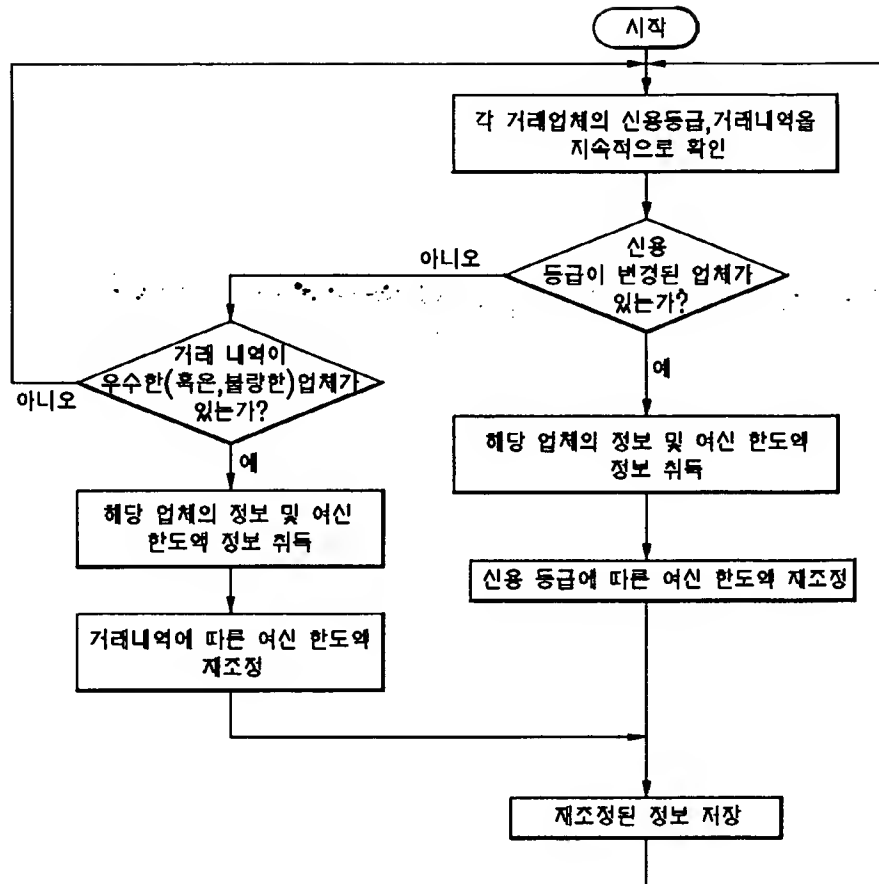 시작
각 거래업체의 신용등급,거래내역을
지속적으로 확인
신용
등급이 변경된 업체가
있는가?
아니오
예
거래 내역이
우수한(혹은,불량한)업체가
있는가?
아니오
예
해당 업체의 정보 및 여신 한도액
정보 취득
해당 업체의 정보 및 여신
한도액 정보 취득
신용 등급에 따른 여신 한도액 재조정
거래내역에 따른 여신 한도액
재조정
재조정된 정보 저장